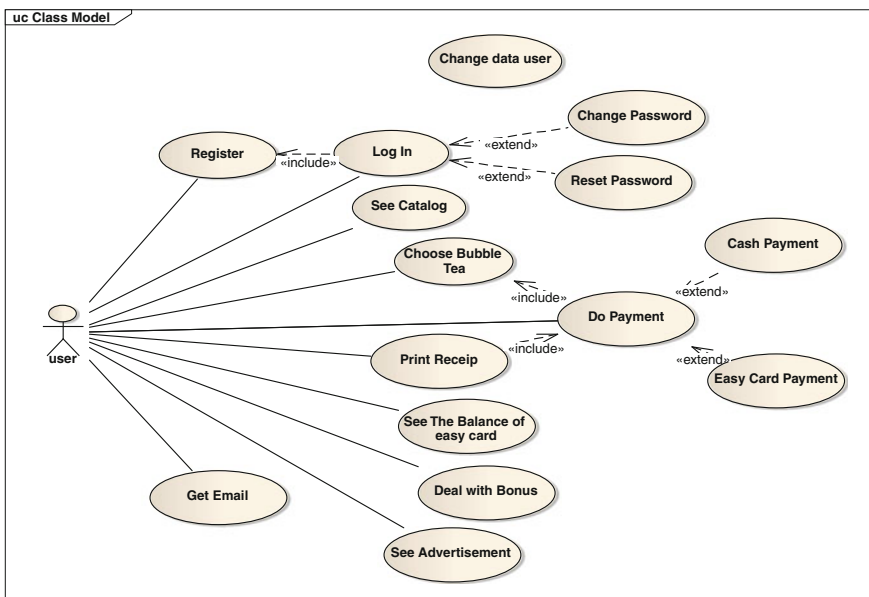 uc Class Model
Change data user
Change Password
Register
«include»
Log In
«extend»
«extend»
Reset Password
See Catalog
Cash Payment
Choose Bubble
Tea
«include»
«extend»
Do Payment
user
Print Receip
«include»
«extend»
Easy Card Payment
See The Balance of
easy card
Get Email
Deal with Bonus
See Advertisement